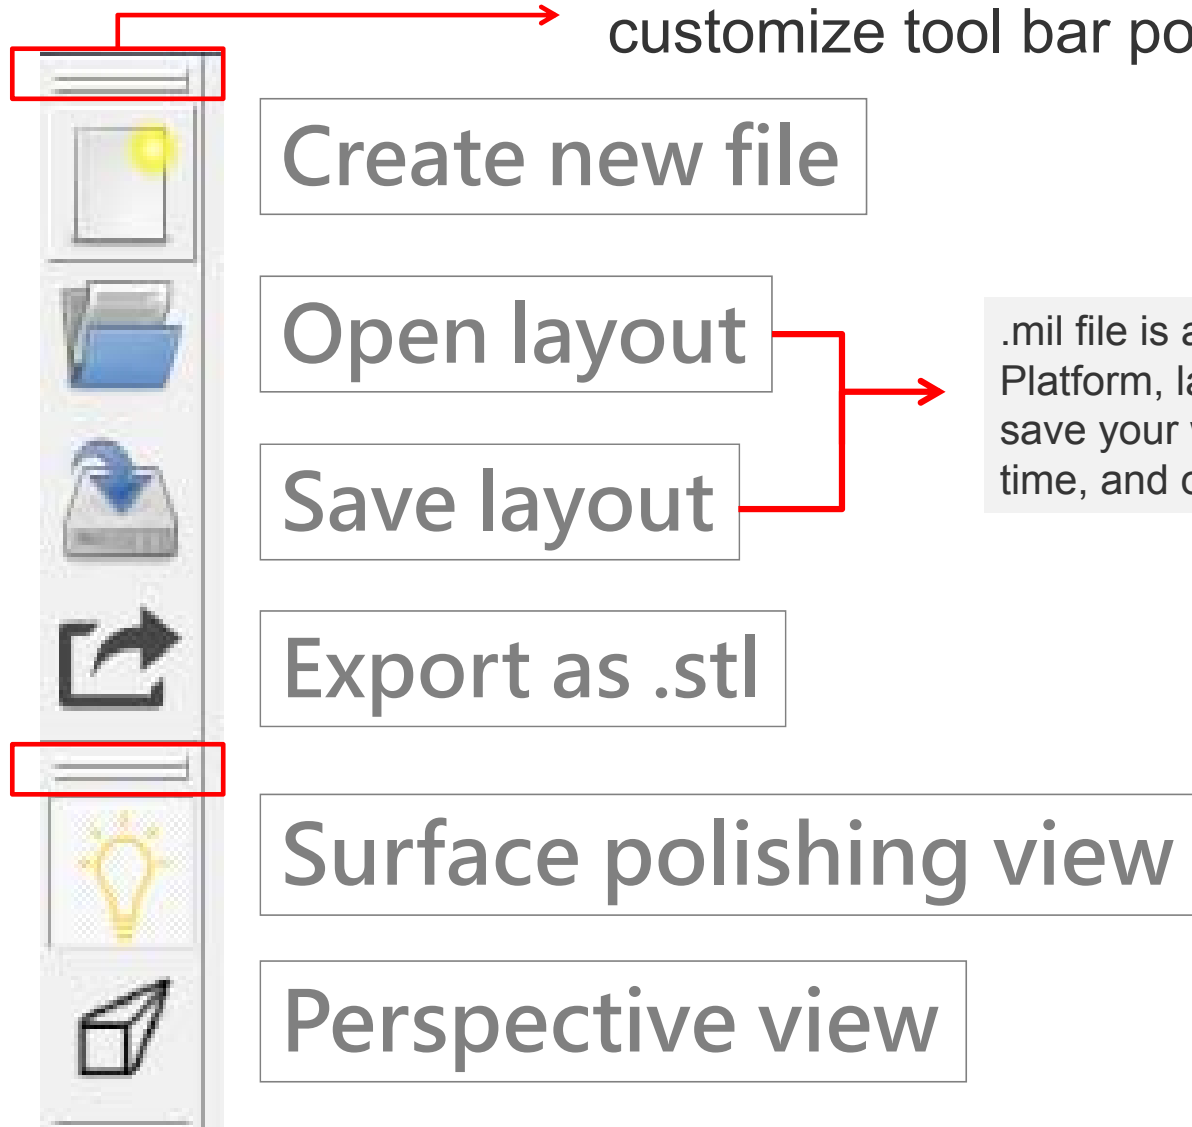 customize tool bar po
Create new file
Open layout
.mil file is a
Platform, la
save your
time, and
Save layout
Export as .stl
Surface polishing view
Perspective view